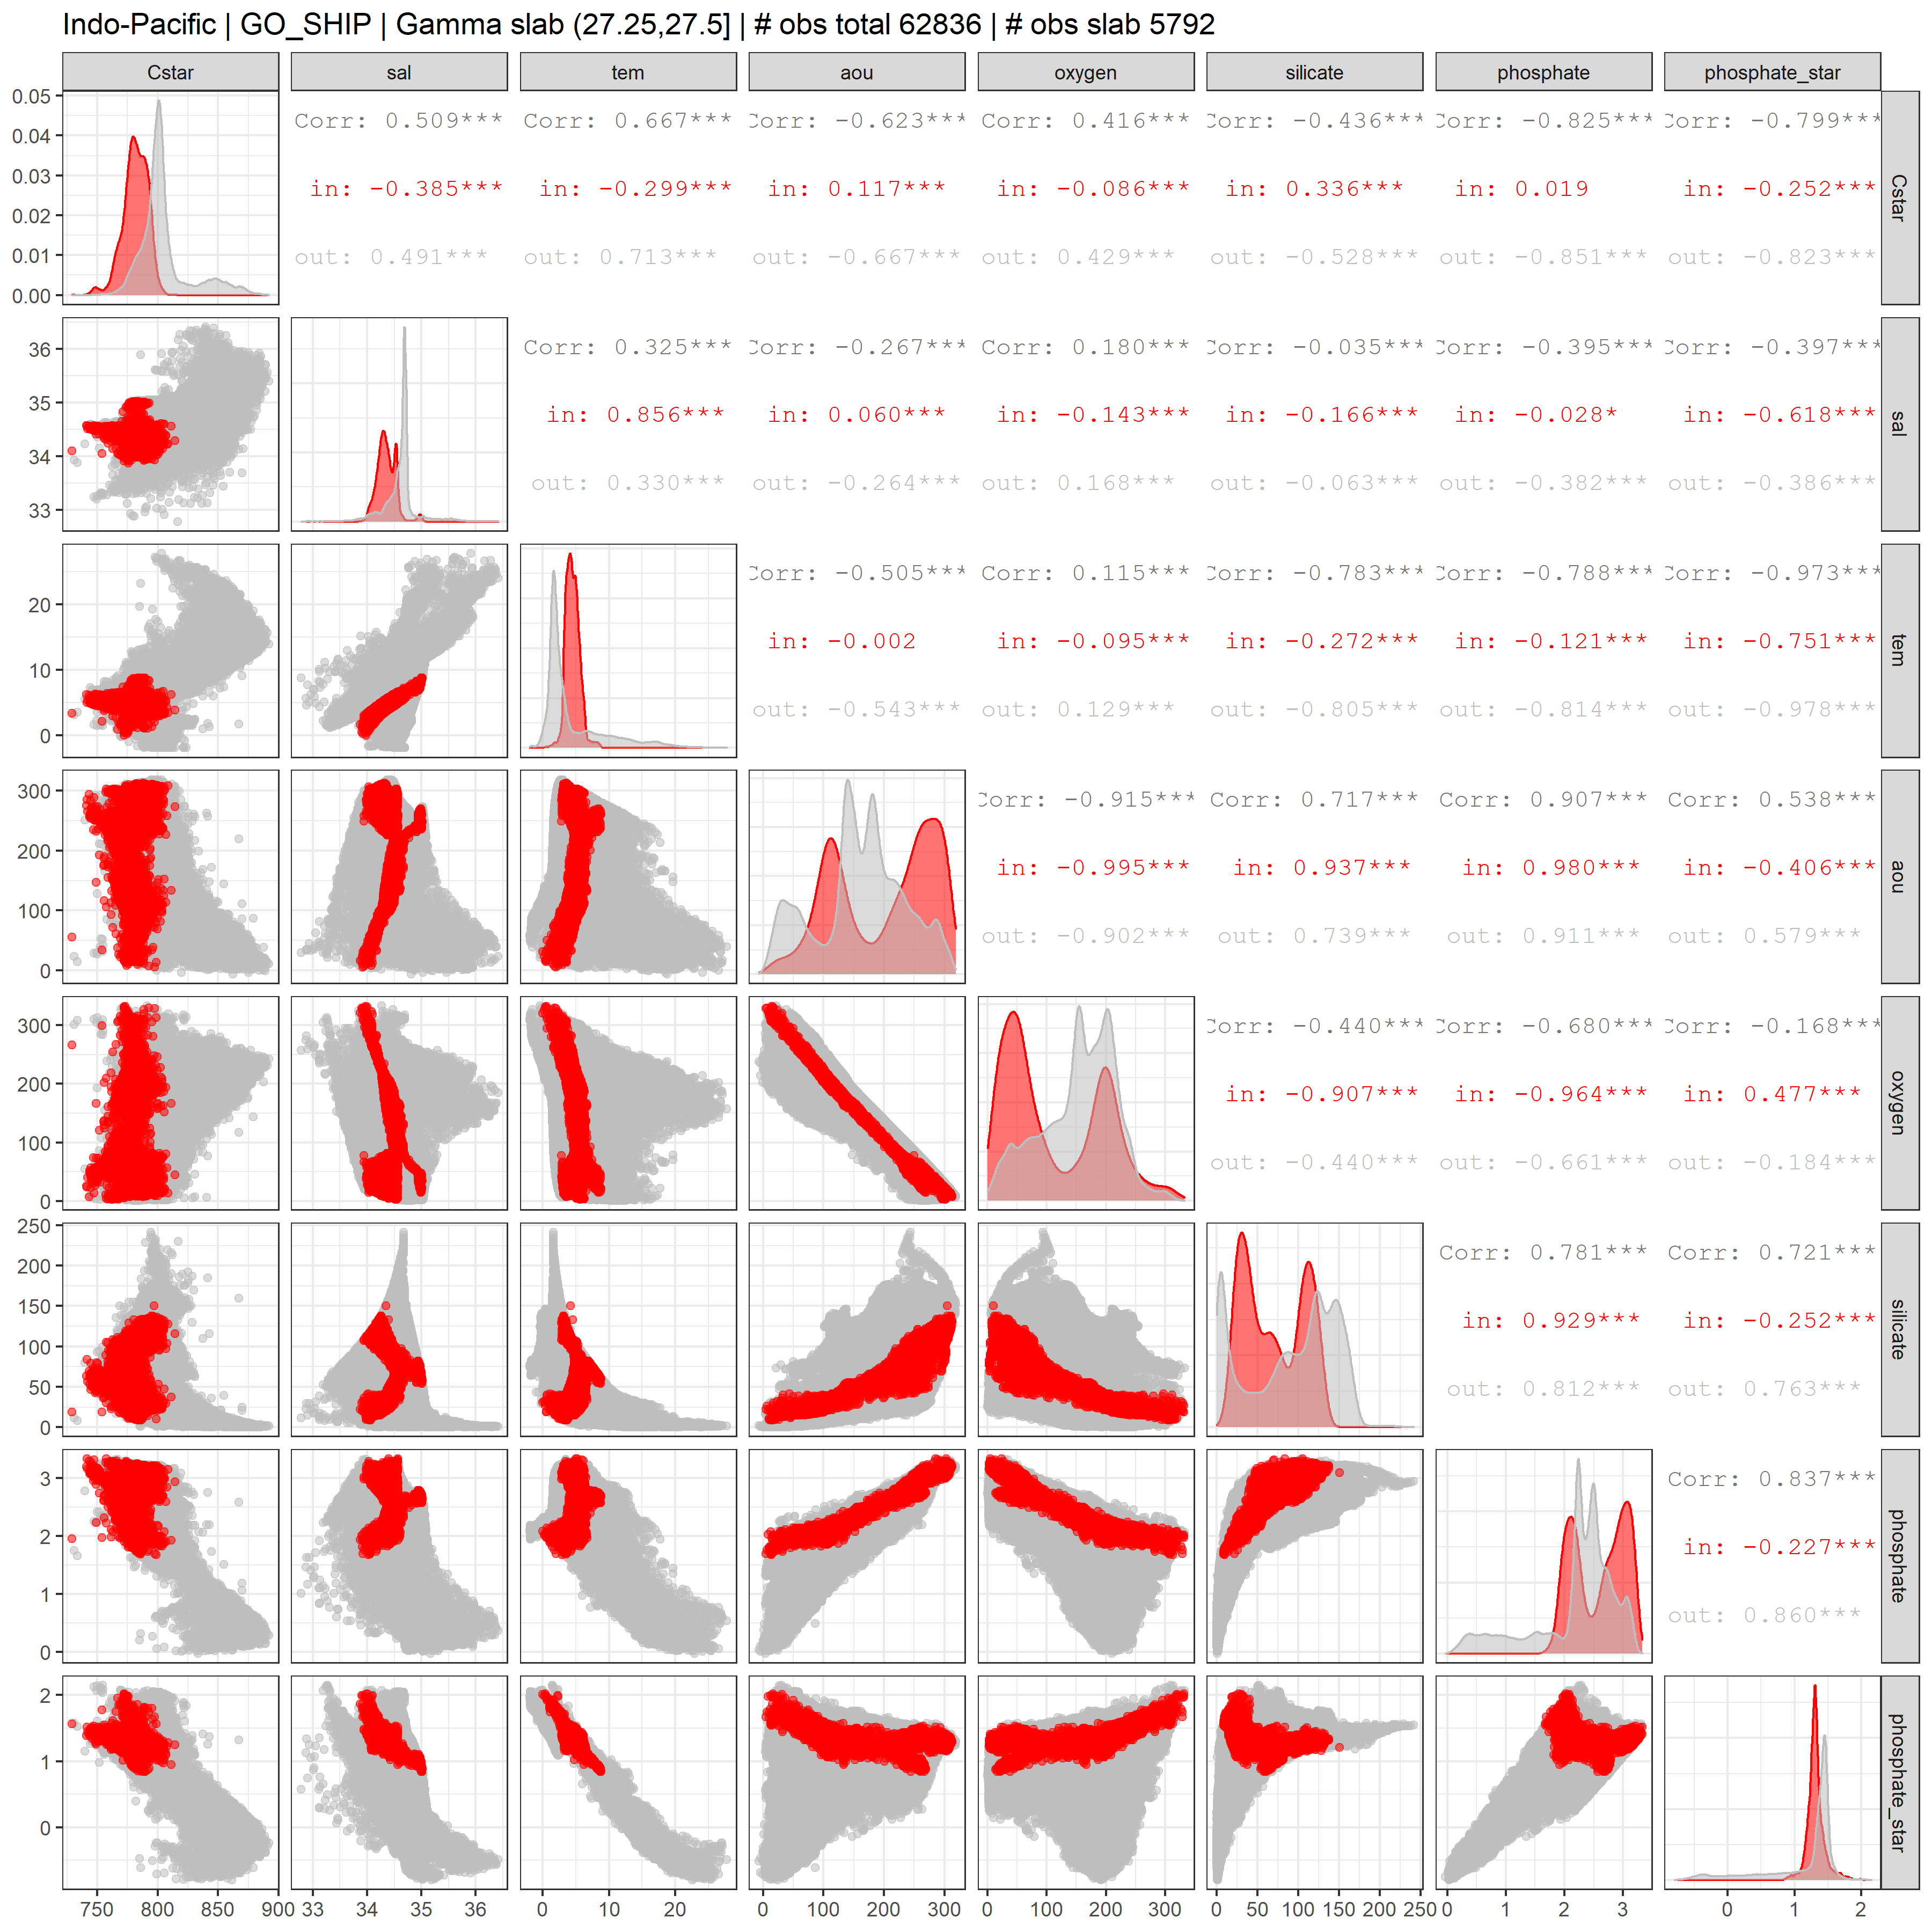 Indo-Pacific | GO_SHIP | Gamma slab (27.25,27.5] | # obs total 62836 | # obs slab 5792
Cstar sal tem aou oxygen silicate phosphate phosphate_star
0.05
0.04
0.03
0.02
0.01
0.00
Corr: 0.509*** Corr: 0.667*** Corr: -0.623*** Corr: 0.416*** Corr: -0.436*** Corr: -0.825*** Corr: -0.799***
in: -0.385*** in: -0.299*** in: 0.117*** in: -0.086*** in: 0.336*** in: 0.019 in: -0.252***
out: 0.491*** out: 0.713*** out: -0.667*** out: 0.429*** out: -0.528*** out: -0.851*** out: -0.823***
Cstar
36
35
34
33
Corr: 0.325*** Corr: -0.267*** Corr: 0.180*** Corr: -0.035*** Corr: -0.395*** Corr: -0.397***
in: 0.856*** in: 0.060*** in: -0.143*** in: -0.166*** in: -0.028* in: -0.618***
out: 0.330*** out: -0.264*** out: 0.168*** out: -0.063*** out: -0.382*** out: -0.386***
sal
20
10
0
Corr: -0.505*** Corr: 0.115*** Corr: -0.783*** Corr: -0.788*** Corr: -0.973***
in: -0.002 in: -0.095*** in: -0.272*** in: -0.121*** in: -0.751***
out: -0.543*** out: 0.129*** out: -0.805*** out: -0.814*** out: -0.978***
tem
300
200
100
0
Corr: -0.915*** Corr: 0.717*** Corr: 0.907*** Corr: 0.538***
in: -0.995*** in: 0.937*** in: 0.980*** in: -0.406***
out: -0.902*** out: 0.739*** out: 0.911*** out: 0.579***
aou
300
200
100
0
Corr: -0.440*** Corr: -0.680*** Corr: -0.168***
in: -0.907*** in: -0.964*** in: 0.477***
out: -0.440*** out: -0.661*** out: -0.184***
oxygen
250
200
150
100
50
0
Corr: 0.781*** Corr: 0.721***
in: 0.929*** in: -0.252***
out: 0.812*** out: 0.763***
silicate
3
2
1
0
Corr: 0.837***
in: -0.227***
out: 0.860***
phosphate
2
1
0
phosphate_star
750 800 850 900 33 34 35 36 0 10 20 0 100 200 300 0 100 200 300 0 50 100 150 200 250 0 1 2 3 0 1 2